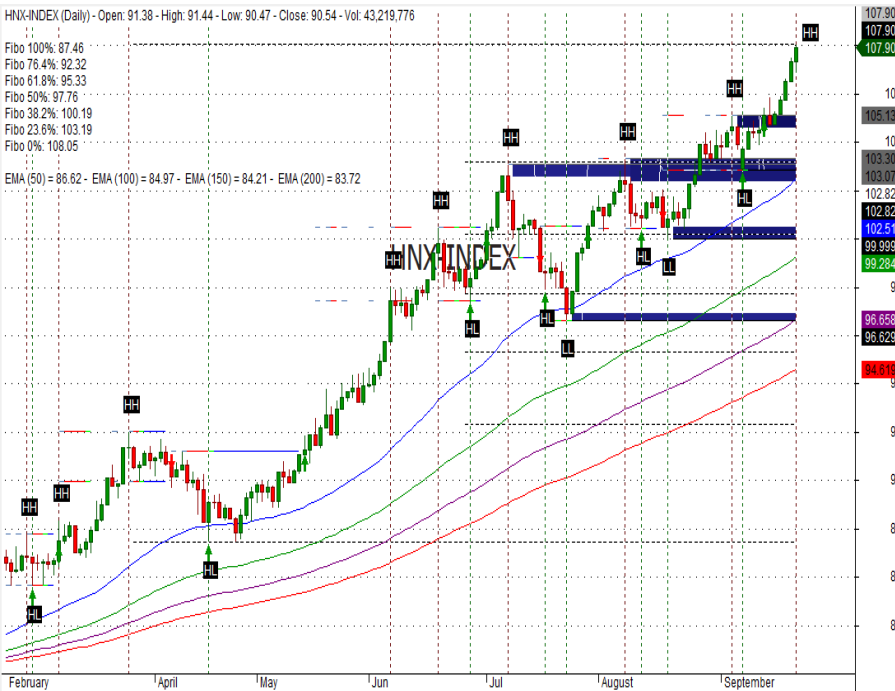 HNX-INDEX (Daily) - Open: 91.38 - High: 91.44 - Low: 90.47 - Close: 90.54 - Vol: 43,219,776
Fibo 100%: 87.46
Fibo 76.4%: 92.32
Fibo 61.8%: 95.33
Fibo 50%: 97.76
Fibo 38.2%: 100.19
Fibo 23.6%: 103.19
Fibo 0%: 108.05
EMA (50) = 86.62 - EMA (100) = 84.97 - EMA (150) = 84.21 - EMA (200) = 83.72
HNX-INDEX
HH
HH
HH
HH
HH
HH
HH
HH
HH
HL
HL
HL
HL
LL
HL
LL
HL
107.90
107.90
107.90
105.13
103.30
103.07
102.82
102.82
102.51
99.999
99.284
96.658
96.629
94.619
February
April
May
Jun
Jul
August
September